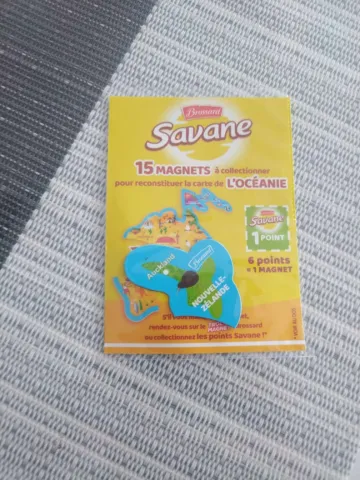 Brossard
Savane
15 MAGNETS à collectionner
pour reconstituer la carte de L'OCÉANIE
Savane
1 POINT
6 points
= 1 MAGNET
Auckland
NOUVELLE-
ZÉLANDE
rendez-vous sur le
ou collectionnez les points Savane !*